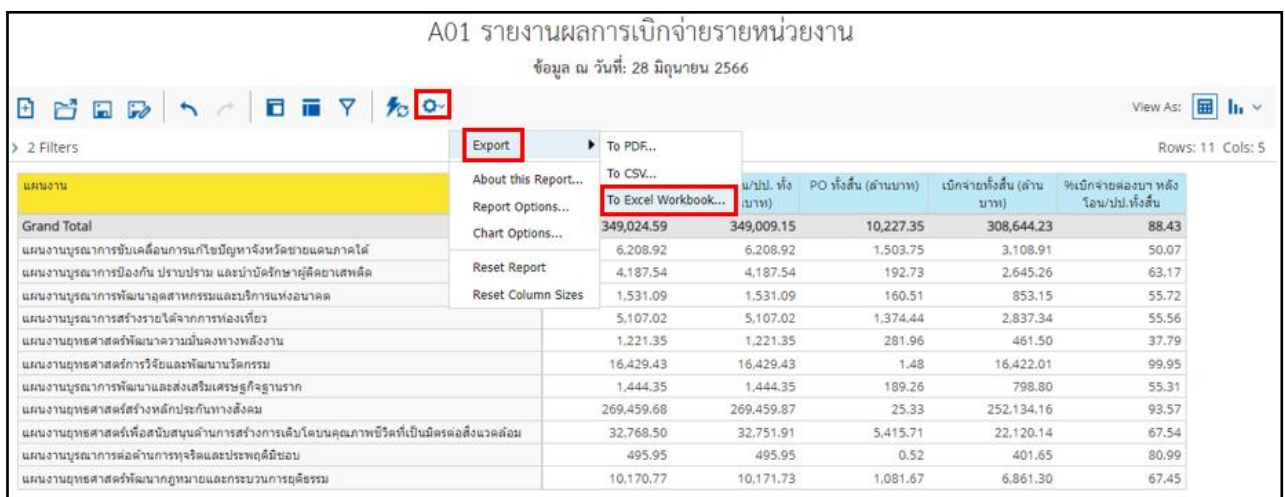 A01 รายงานผลการเบิกจ่ายรายหน่วยงาน
ข้อมูล ณ วันที่: 28 มิถุนายน 2566
View As:
2 Filters
Rows: 11 Cols: 5
Export
To PDF...
To CSV...
To Excel Workbook...
About this Report...
Report Options...
Chart Options...
Reset Report
Reset Column Sizes
แผนงาน PO ทั้งสิ้น (ล้านบาท) เบิกจ่ายทั้งสิ้น (ล้าน %เบิกจ่ายต่องบฯ หลัง
บาท) โอน/ปป.ทั้งสิ้น
Grand Total 349,024.59 349,009.15 10,227.35 308,644.23 88.43
แผนงานบูรณาการขับเคลื่อนการแก้ไขปัญหาจังหวัดชายแดนภาคใต้ 6,208.92 6,208.92 1,503.75 3,108.91 50.07
แผนงานบูรณาการป้องกัน ปราบปราม และบำบัดรักษาผู้ติดยาเสพติด 4,187.54 4,187.54 192.73 2,645.26 63.17
แผนงานบูรณาการพัฒนาอุตสาหกรรมและบริการแห่งอนาคต 1,531.09 1,531.09 160.51 853.15 55.72
แผนงานบูรณาการสร้างรายได้จากการท่องเที่ยว 5,107.02 5,107.02 1,374.44 2,837.34 55.56
แผนงานยุทธศาสตร์พัฒนาความมั่นคงทางพลังงาน 1,221.35 1,221.35 281.96 461.50 37.79
แผนงานยุทธศาสตร์การวิจัยและพัฒนานวัตกรรม 16,429.43 16,429.43 1.48 16,422.01 99.95
แผนงานบูรณาการพัฒนาและส่งเสริมเศรษฐกิจฐานราก 1,444.35 1,444.35 189.26 798.80 55.31
แผนงานยุทธศาสตร์สร้างหลักประกันทางสังคม 269,459.68 269,459.87 25.33 252,134.16 93.57
แผนงานยุทธศาสตร์เพื่อสนับสนุนด้านการสร้างการเติบโตบนคุณภาพชีวิตที่เป็นมิตรต่อสิ่งแวดล้อม 32,768.50 32,751.91 5,415.71 22,120.14 67.54
แผนงานบูรณาการต่อต้านการทุจริตและประพฤติมิชอบ 495.95 495.95 0.52 401.65 80.99
แผนงานยุทธศาสตร์พัฒนากฎหมายและกระบวนการยุติธรรม 10,170.77 10,171.73 1,081.67 6,861.30 67.45